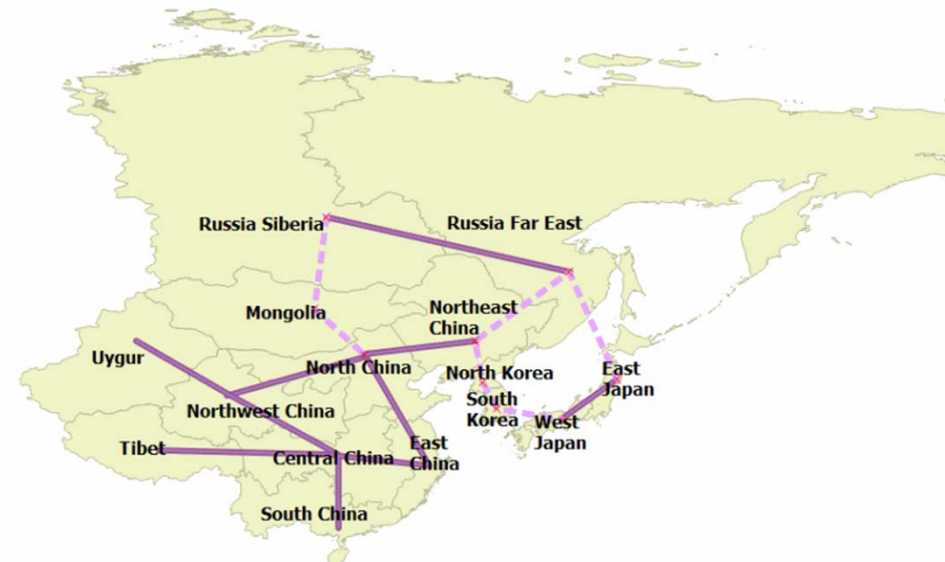 Russia Siberia
Russia Far East
Mongolia
Northeast
China
Uygur
North China
North Korea
East
Japan
Northwest China
South
Korea
West
Japan
Tibet
Central China
East
China
South China